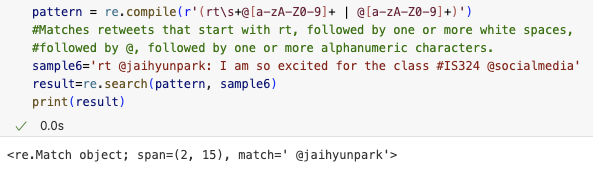 pattern = re.compile(r'(rt\s+@[a-zA-Z0-9]+ | @[a-zA-Z0-9]+)')
#Matches retweets that start with rt, followed by one or more white spaces,
#followed by @, followed by one or more alphanumeric characters.
sample6='rt @jaihyunpark: I am so excited for the class #IS324 @socialmedia'
result=re.search(pattern, sample6)
print(result)
✓ 0.0s
<re.Match object; span=(2, 15), match=' @jaihyunpark'>